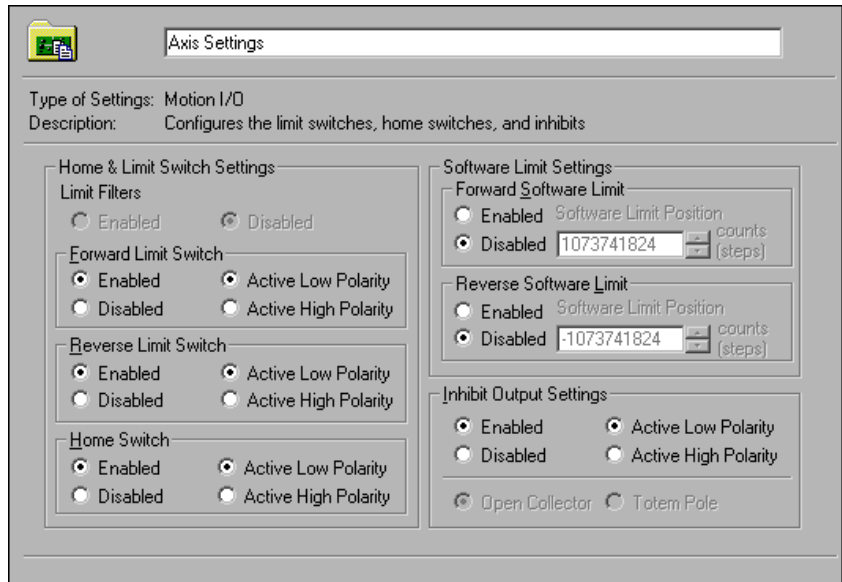 Axis Settings
Type of Settings: Motion I/O
Description: Configures the limit switches, home switches, and inhibits
Home & Limit Switch Settings
Limit Filters
Enabled Disabled
Forward Limit Switch
Enabled Active Low Polarity
Disabled Active High Polarity
Reverse Limit Switch
Enabled Active Low Polarity
Disabled Active High Polarity
Home Switch
Enabled Active Low Polarity
Disabled Active High Polarity
Software Limit Settings
Forward Software Limit
Enabled Software Limit Position
Disabled 1073741824 counts (steps)
Reverse Software Limit
Enabled Software Limit Position
Disabled -1073741824 counts (steps)
Inhibit Output Settings
Enabled Active Low Polarity
Disabled Active High Polarity
Open Collector Totem Pole